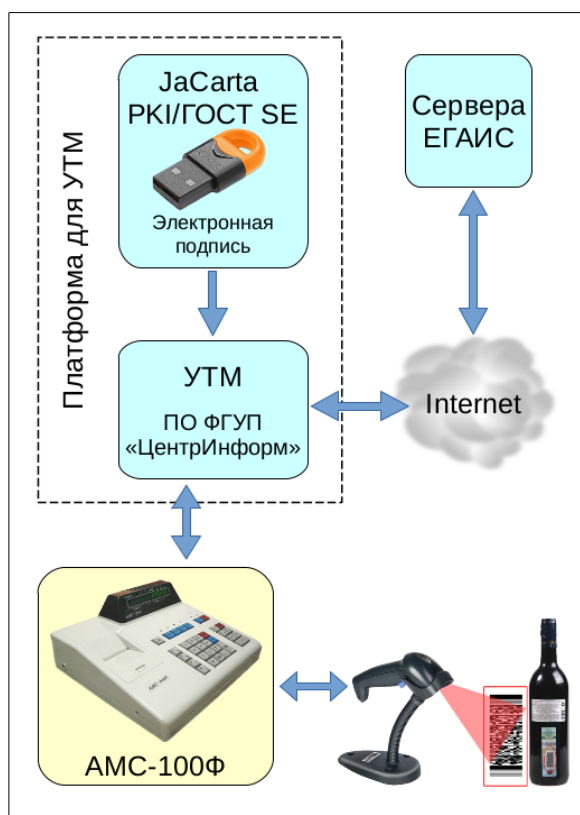 Платформа для УТМ
JaCarta
PKI/ГОСТ SE
Электронная
подпись
Сервера
ЕГАИС
УТМ
ПО ФГУП
«ЦентрИнформ»
Internet
АМС-100Ф